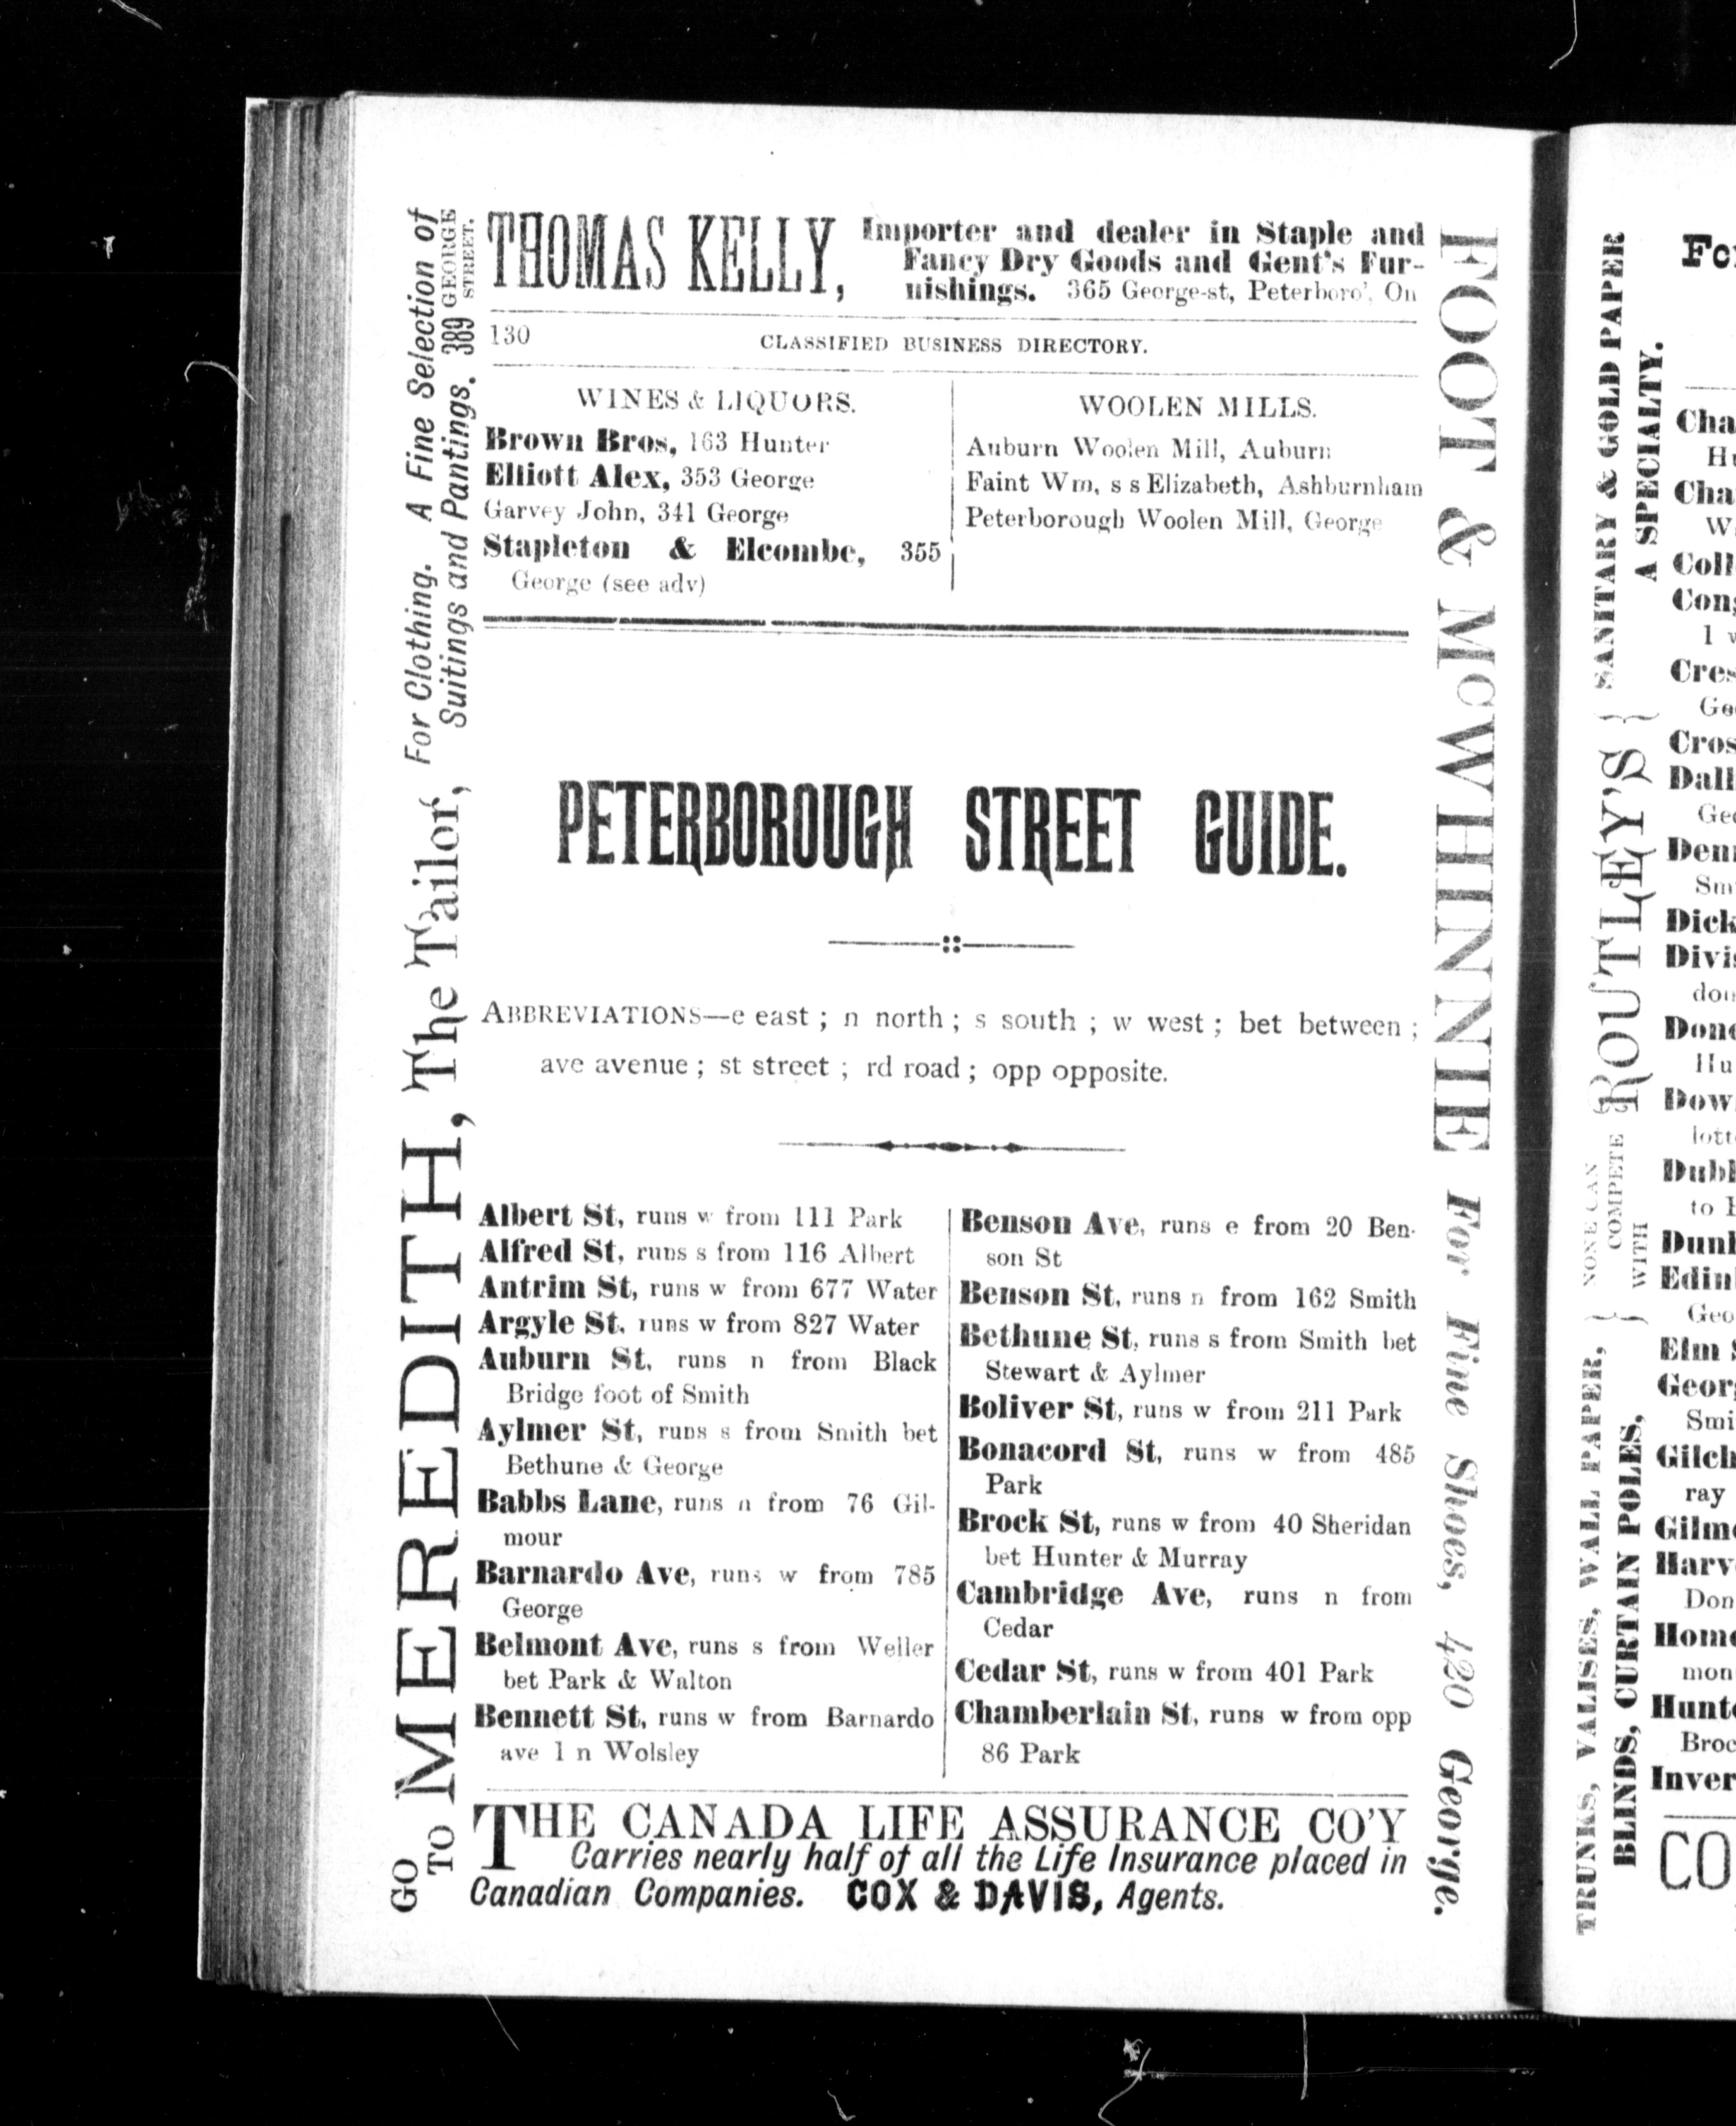 THOMAS KELLY,
Importer and dealer in Staple and
Fancy Dry Goods and Gent's Fur-
nishings. 365 George-st, Peterboro', On
130
CLASSIFIED BUSINESS DIRECTORY.
WINES & LIQUORS.
Brown Bros, 163 Hunter
Elliott Alex, 353 George
Garvey John, 341 George
Stapleton & Elcombe, 355
George (see adv)
WOOLEN MILLS.
Auburn Woolen Mill, Auburn
Faint Wm, s s Elizabeth, Ashburnham
Peterborough Woolen Mill, George
PETERBOROUGH STREET GUIDE.
ABBREVIATIONS—e east ; n north ; s south ; w west ; bet between ;
ave avenue ; st street ; rd road ; opp opposite.
Albert St, runs w from 111 Park
Alfred St, runs s from 116 Albert
Antrim St, runs w from 677 Water
Argyle St. runs w from 827 Water
Auburn St, runs n from Black
Bridge foot of Smith
Aylmer St, runs s from Smith bet
Bethune & George
Babbs Lane, runs n from 76 Gil-
mour
Barnardo Ave, runs w from 785
George
Belmont Ave, runs s from Weller
bet Park & Walton
Bennett St, runs w from Barnardo
ave 1 n Wolsley
Benson Ave, runs e from 20 Ben-
son St
Benson St, runs n from 162 Smith
Bethune St, runs s from Smith bet
Stewart & Aylmer
Boliver St, runs w from 211 Park
Bonacord St, runs w from 485
Park
Brock St, runs w from 40 Sheridan
bet Hunter & Murray
Cambridge Ave, runs n from
Cedar
Cedar St, runs w from 401 Park
Chamberlain St, runs w from opp
86 Park
THE CANADA LIFE ASSURANCE CO'Y
Carries nearly half of all the Life Insurance placed in
Canadian Companies. COX & DAVIS, Agents.
GO
TO
MEREDITH, The Tailor,
For Clothing. A Fine Selection of
Suitings and Pantings. 389 GEORGE
STREET.
FOOT & McWHINNIE For Fine Shoes, 420 George.
TRUNKS, VALISES, WALL PAPER,
BLINDS, CURTAIN POLES,
NONE CAN
COMPETE
WITH
ROUTLEY'S
SANITARY & GOLD PAPER
A SPECIALTY.
Smi
ray
Don
mon
Broc
to
CO